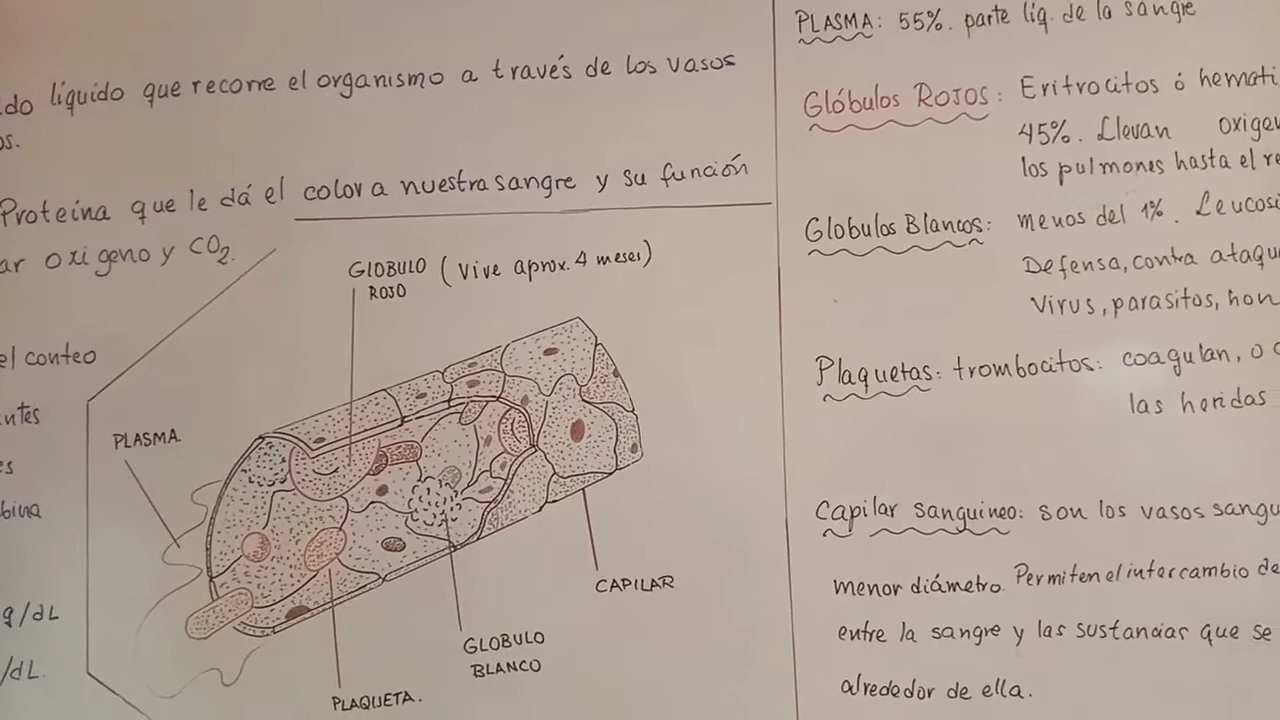 do líquido que recorre el organismo a través de los vasos
os.
Proteína que le dá el color a nuestra sangre y su función
ar oxigeno y CO2.
el conteo
ntes
es
bina
g/dL
/dL.
GLOBULO ROJO (vive aprox. 4 meses)
PLASMA
CAPILAR
GLOBULO
BLANCO
PLAQUETA.
PLASMA: 55%. parte líq. de la sangre
Glóbulos ROJOS: Eritrocitos ó hemati
45%. Llevan oxige
los pulmones hasta el re
Globulos Blancos: menos del 1%. Leucosi
Defensa, contra ataqu
Virus, parasitos, hon
Plaquetas: trombocitos: coagulan, o
las heridas
Capilar Sanguineo: son los vasos sangu
menor diámetro. Permiten el intercambio de
entre la sangre y las sustancias que se
alrededor de ella.